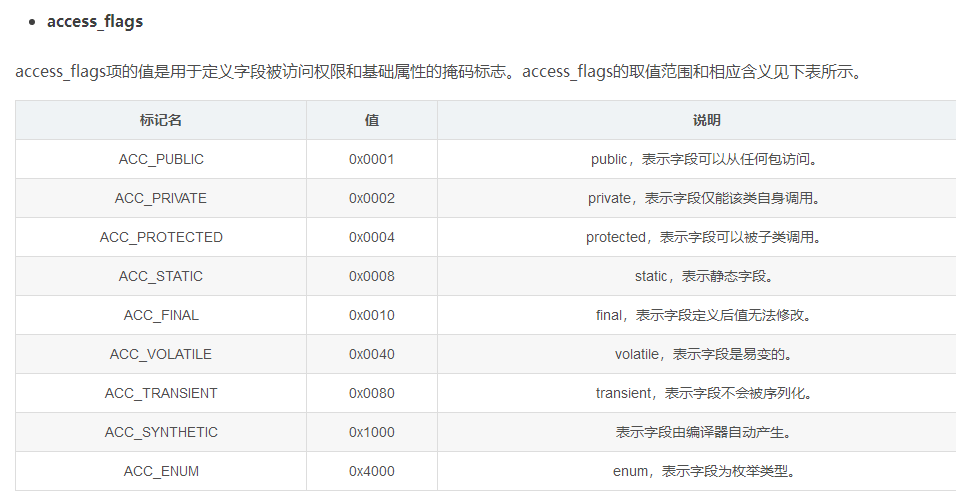 access_flags
access_flags项的值是用于定义字段被访问权限和基础属性的掩码标志。access_flags的取值范围和相应含义见下表所示。
标记名 值 说明
ACC_PUBLIC 0x0001 public，表示字段可以从任何包访问。
ACC_PRIVATE 0x0002 private，表示字段仅能该类自身调用。
ACC_PROTECTED 0x0004 protected，表示字段可以被子类调用。
ACC_STATIC 0x0008 static，表示静态字段。
ACC_FINAL 0x0010 final，表示字段定义后值无法修改。
ACC_VOLATILE 0x0040 volatile，表示字段是易变的。
ACC_TRANSIENT 0x0080 transient，表示字段不会被序列化。
ACC_SYNTHETIC 0x1000 表示字段由编译器自动产生。
ACC_ENUM 0x4000 enum，表示字段为枚举类型。